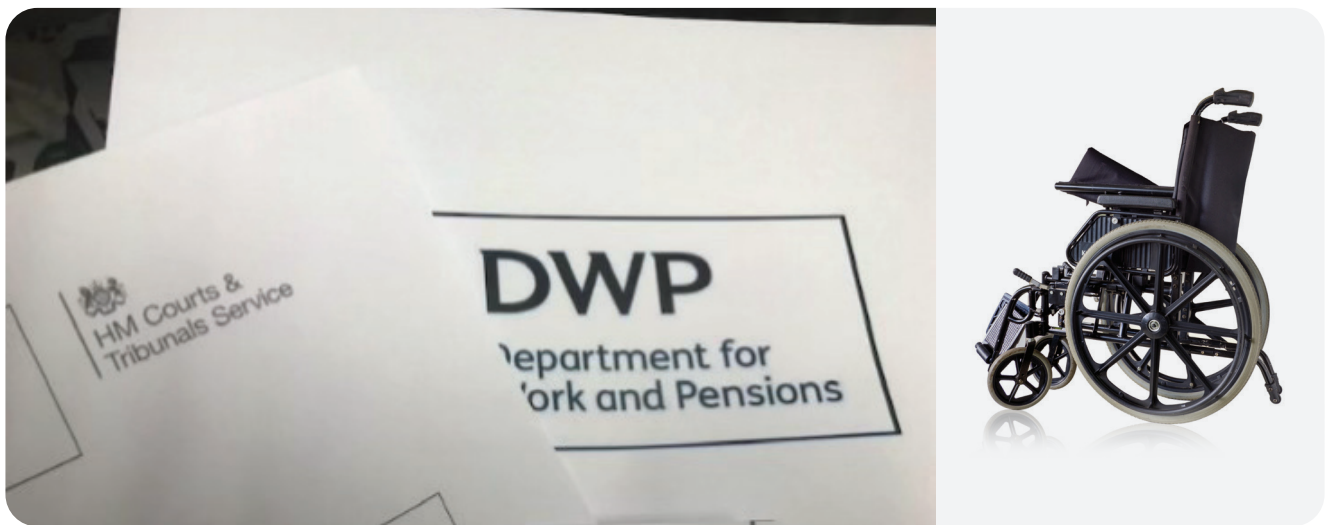 HM Courts &
Tribunals Service
DWP
epartment for
ork and Pensions